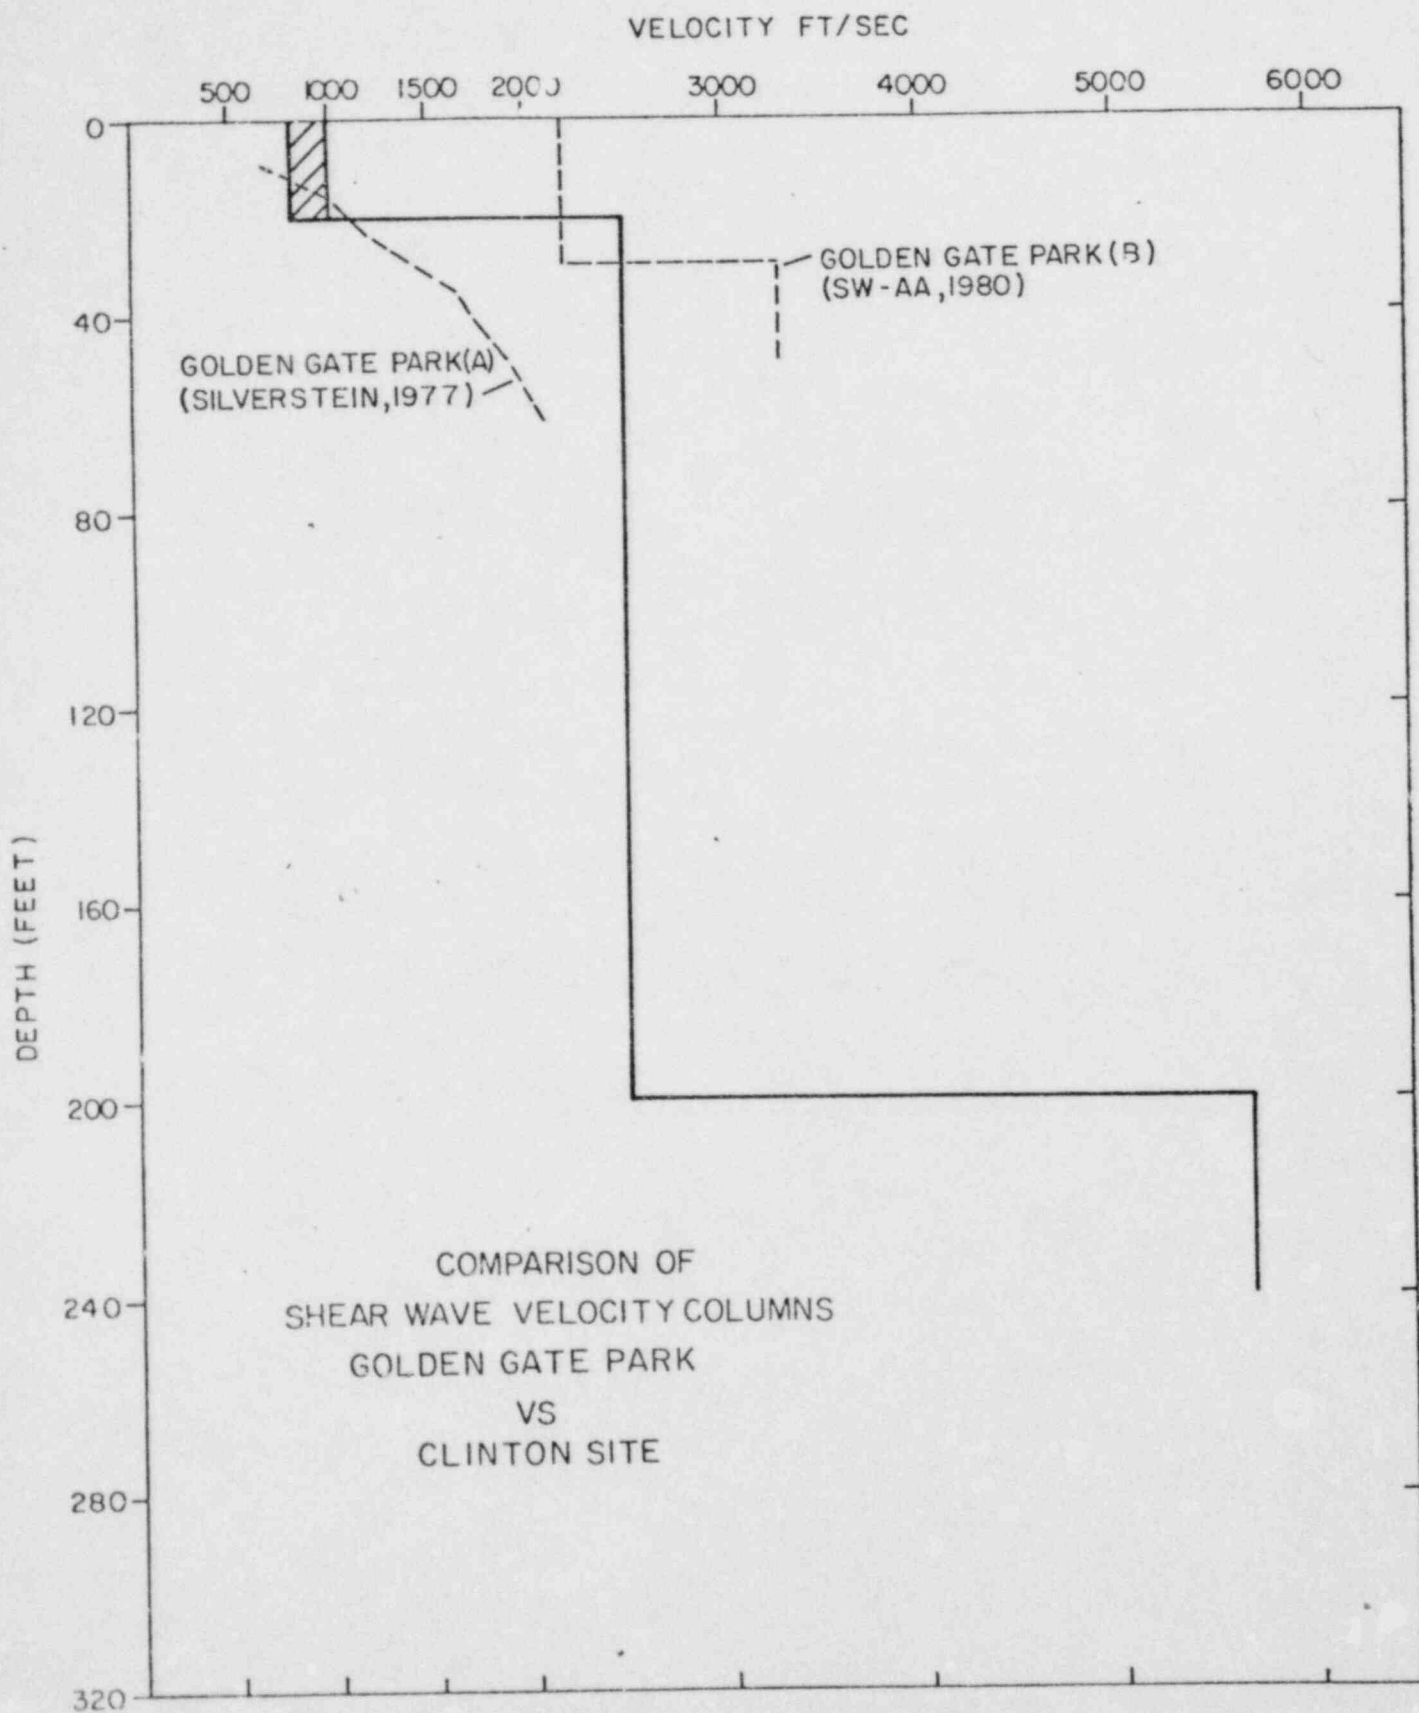 VELOCITY FT/SEC
500 1000 1500 2000 3000 4000 5000 6000
0
GOLDEN GATE PARK (B)
(SW-AA, 1980)
40
GOLDEN GATE PARK(A)
(SILVERSTEIN, 1977)
80
120
160
DEPTH (FEET)
200
COMPARISON OF
240
SHEAR WAVE VELOCITY COLUMNS
GOLDEN GATE PARK
VS
CLINTON SITE
280
320